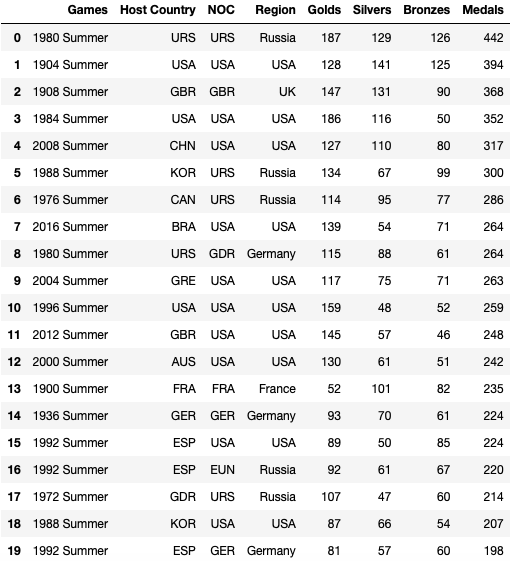 Games Host Country NOC Region Golds Silvers Bronzes Medals
0 1980 Summer URS URS Russia 187 129 126 442
1 1904 Summer USA USA USA 128 141 125 394
2 1908 Summer GBR GBR UK 147 131 90 368
3 1984 Summer USA USA USA 186 116 50 352
4 2008 Summer CHN USA USA 127 110 80 317
5 1988 Summer KOR URS Russia 134 67 99 300
6 1976 Summer CAN URS Russia 114 95 77 286
7 2016 Summer BRA USA USA 139 54 71 264
8 1980 Summer URS GDR Germany 115 88 61 264
9 2004 Summer GRE USA USA 117 75 71 263
10 1996 Summer USA USA USA 159 48 52 259
11 2012 Summer GBR USA USA 145 57 46 248
12 2000 Summer AUS USA USA 130 61 51 242
13 1900 Summer FRA FRA France 52 101 82 235
14 1936 Summer GER GER Germany 93 70 61 224
15 1992 Summer ESP USA USA 89 50 85 224
16 1992 Summer ESP EUN Russia 92 61 67 220
17 1972 Summer GDR URS Russia 107 47 60 214
18 1988 Summer KOR USA USA 87 66 54 207
19 1992 Summer ESP GER Germany 81 57 60 198